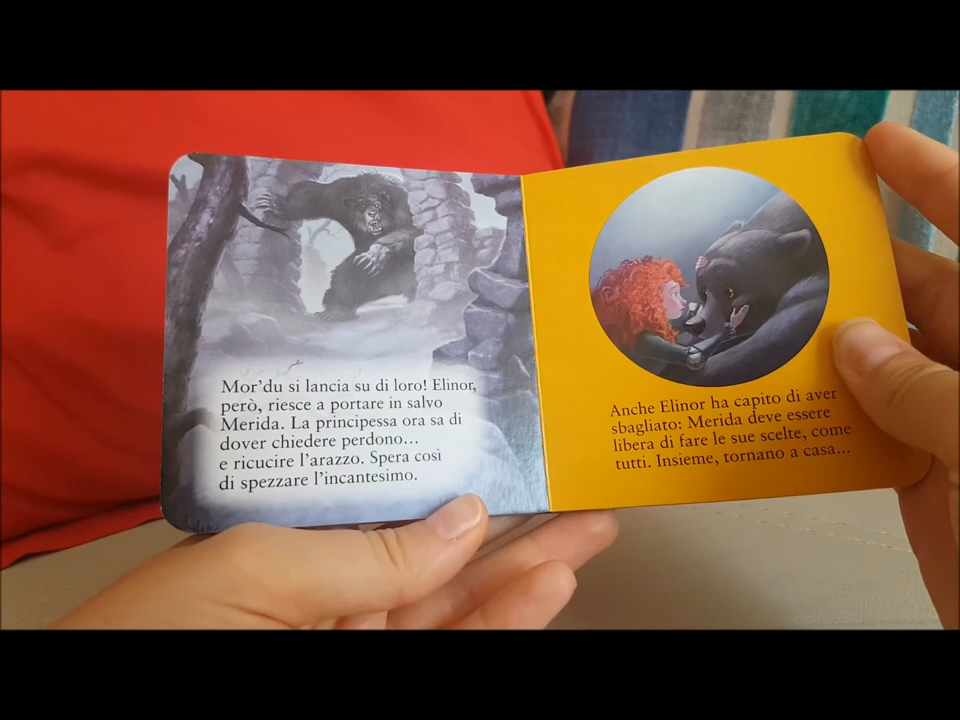 Mor'du si lancia su di loro! Elinor,
però, riesce a portare in salvo
Merida. La principessa ora sa di
dover chiedere perdono...
e ricucire l'arazzo. Spera così
di spezzare l'incantesimo.
Anche Elinor ha capito di aver
sbagliato: Merida deve essere
libera di fare le sue scelte, come
tutti. Insieme, tornano a casa...